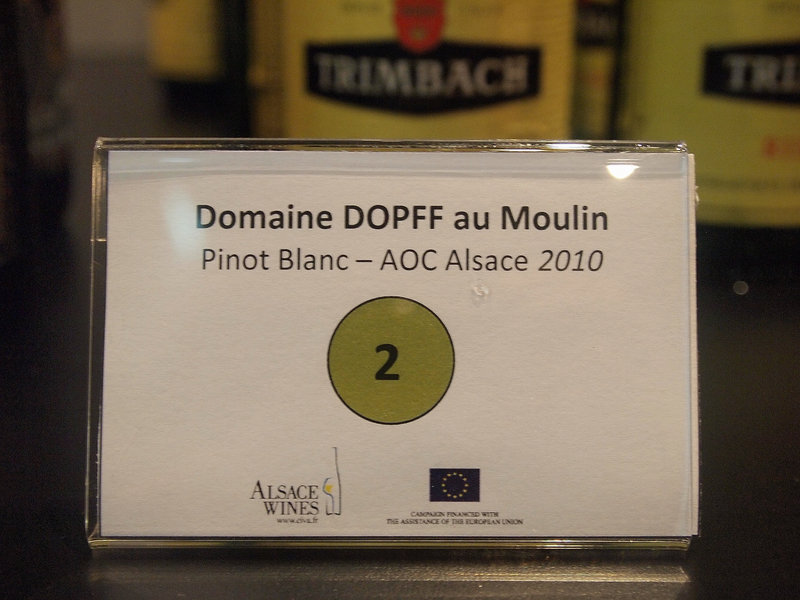 TRIMBACH
TRI
Domaine DOPFF au Moulin
Pinot Blanc – AOC Alsace 2010
2
ALSACE
WINES
www.civa.fr
CAMPAIGN FINANCED WITH
THE ASSISTANCE OF THE EUROPEAN UNION